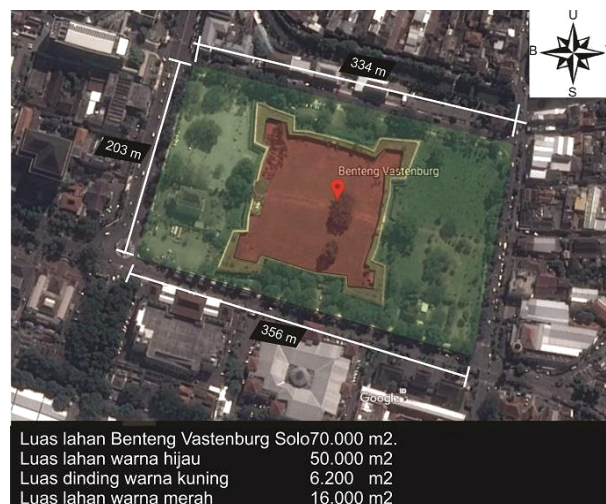 U
B
S
334 m
203 m
Benteng Vastenburg
356 m
Google
Luas lahan Benteng Vastenburg Solo70.000 m2.
Luas lahan warna hijau 50.000 m2
Luas dinding warna kuning 6.200 m2
Luas lahan warna merah 16.000 m2